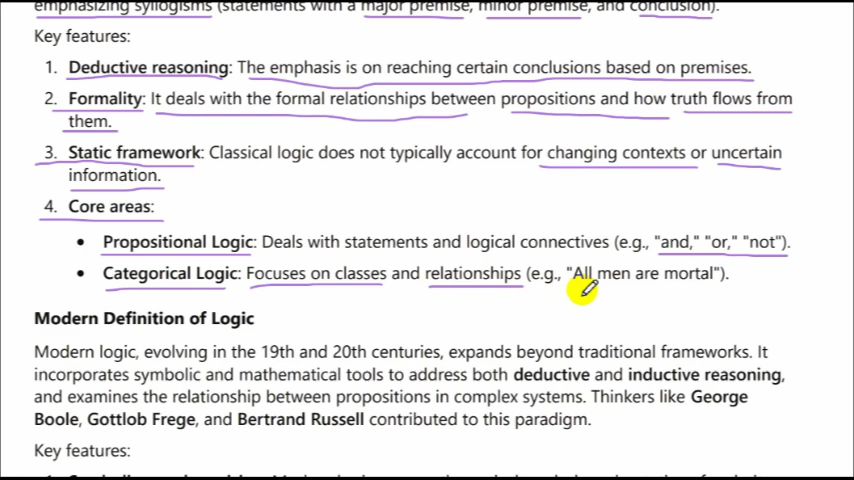 emphasizing syllogisms (statements with a major premise, minor premise, and conclusion).
Key features:
1. Deductive reasoning: The emphasis is on reaching certain conclusions based on premises.
2. Formality: It deals with the formal relationships between propositions and how truth flows from
them.
3. Static framework: Classical logic does not typically account for changing contexts or uncertain
information.
4. Core areas:
• Propositional Logic: Deals with statements and logical connectives (e.g., "and," "or," "not").
• Categorical Logic: Focuses on classes and relationships (e.g., "All men are mortal").
Modern Definition of Logic
Modern logic, evolving in the 19th and 20th centuries, expands beyond traditional frameworks. It
incorporates symbolic and mathematical tools to address both deductive and inductive reasoning,
and examines the relationship between propositions in complex systems. Thinkers like George
Boole, Gottlob Frege, and Bertrand Russell contributed to this paradigm.
Key features: